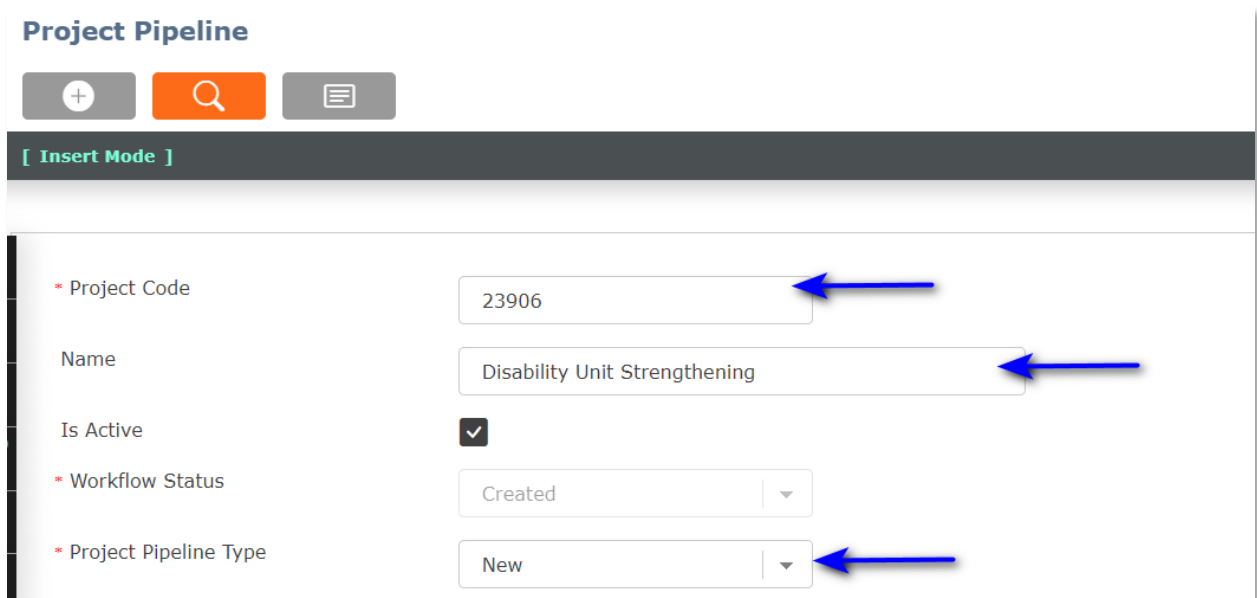 Project Pipeline
[ Insert Mode ]
* Project Code
23906
Name
Disability Unit Strengthening
Is Active
* Workflow Status
Created
* Project Pipeline Type
New